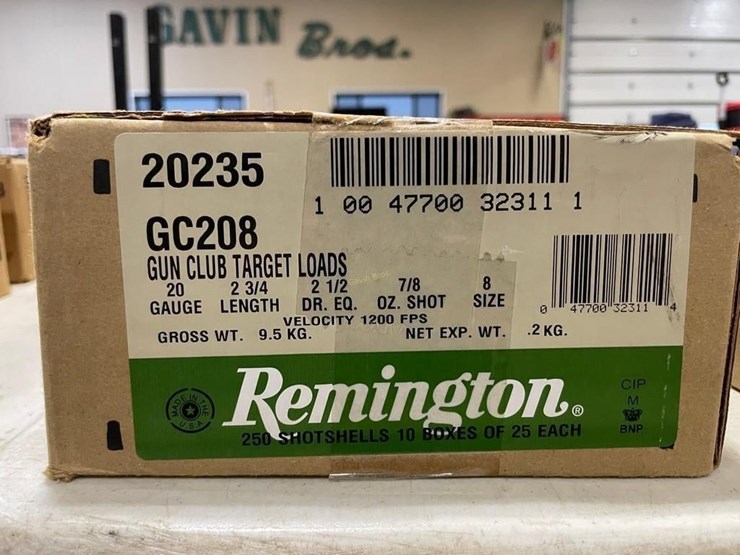 GAVIN Bros.
20235
1 00 47700 32311 1
GC208
GUN CLUB TARGET LOADS
20 2 3/4 2 1/2 7/8 8
GAUGE LENGTH DR. EQ. OZ. SHOT SIZE
VELOCITY 1200 FPS
GROSS WT. 9.5 KG. NET EXP. WT. .2 KG.
0 47700 32311 4
MADE IN THE U.S.A.
Remington®
250 SHOTSHELLS 10 BOXES OF 25 EACH
CIP
M
BNP